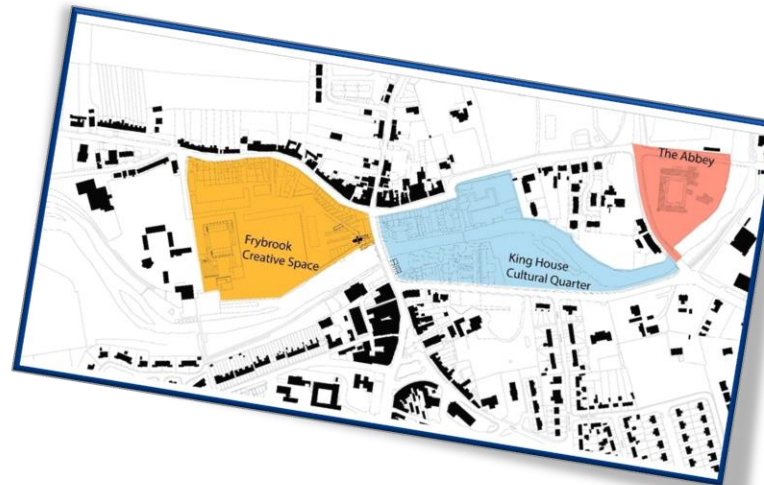 Frybrook
Creative Space
King House
Cultural Quarter
The Abbey